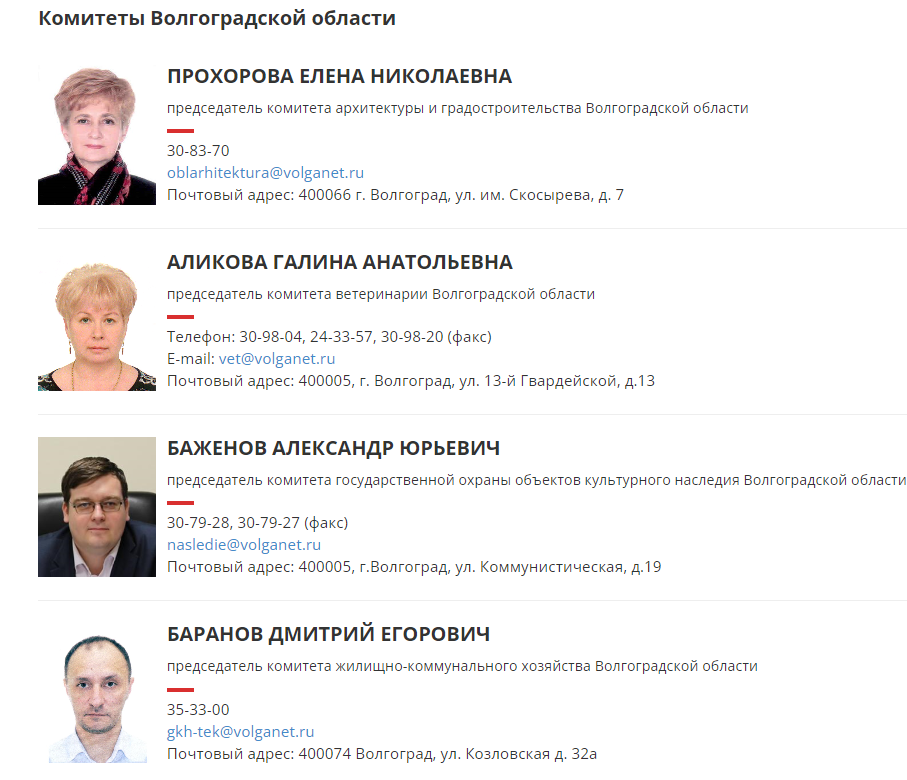 Комитеты Волгоградской области
ПРОХОРОВА ЕЛЕНА НИКОЛАЕВНА
председатель комитета архитектуры и градостроительства Волгоградской области
30-83-70
oblarhitektura@volganet.ru
Почтовый адрес: 400066 г. Волгоград, ул. им. Скосырева, д. 7
АЛИКОВА ГАЛИНА АНАТОЛЬЕВНА
председатель комитета ветеринарии Волгоградской области
Телефон: 30-98-04, 24-33-57, 30-98-20 (факс)
E-mail: vet@volganet.ru
Почтовый адрес: 400005, г. Волгоград, ул. 13-й Гвардейской, д.13
БАЖЕНОВ АЛЕКСАНДР ЮРЬЕВИЧ
председатель комитета государственной охраны объектов культурного наследия Волгоградской области
30-79-28, 30-79-27 (факс)
nasledie@volganet.ru
Почтовый адрес: 400005, г.Волгоград, ул. Коммунистическая, д.19
БАРАНОВ ДМИТРИЙ ЕГОРОВИЧ
председатель комитета жилищно-коммунального хозяйства Волгоградской области
35-33-00
gkh-tek@volganet.ru
Почтовый адрес: 400074 Волгоград, ул. Козловская д. 32а